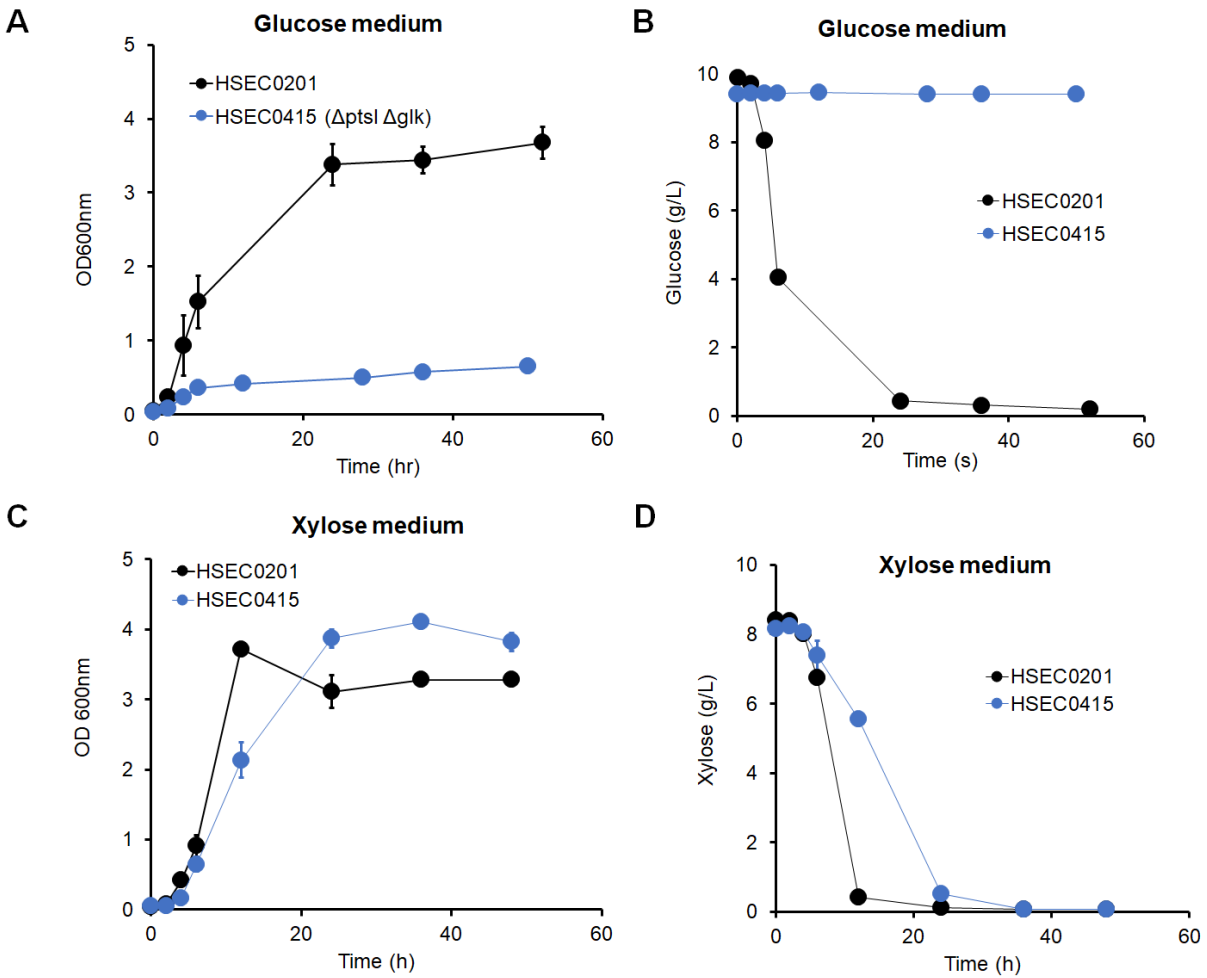 A
Glucose medium
5
4
3
2
1
0
OD600nm
HSEC0201
HSEC0415 (ΔptsI Δglk)
0
20
40
60
Time (hr)
B
Glucose medium
10
8
6
4
2
0
Glucose (g/L)
HSEC0201
HSEC0415
0
20
40
60
Time (s)
C
Xylose medium
5
4
3
2
1
0
OD 600nm
HSEC0201
HSEC0415
0
20
40
60
Time (h)
D
Xylose medium
10
8
6
4
2
0
Xylose (g/L)
HSEC0201
HSEC0415
0
20
40
60
Time (h)